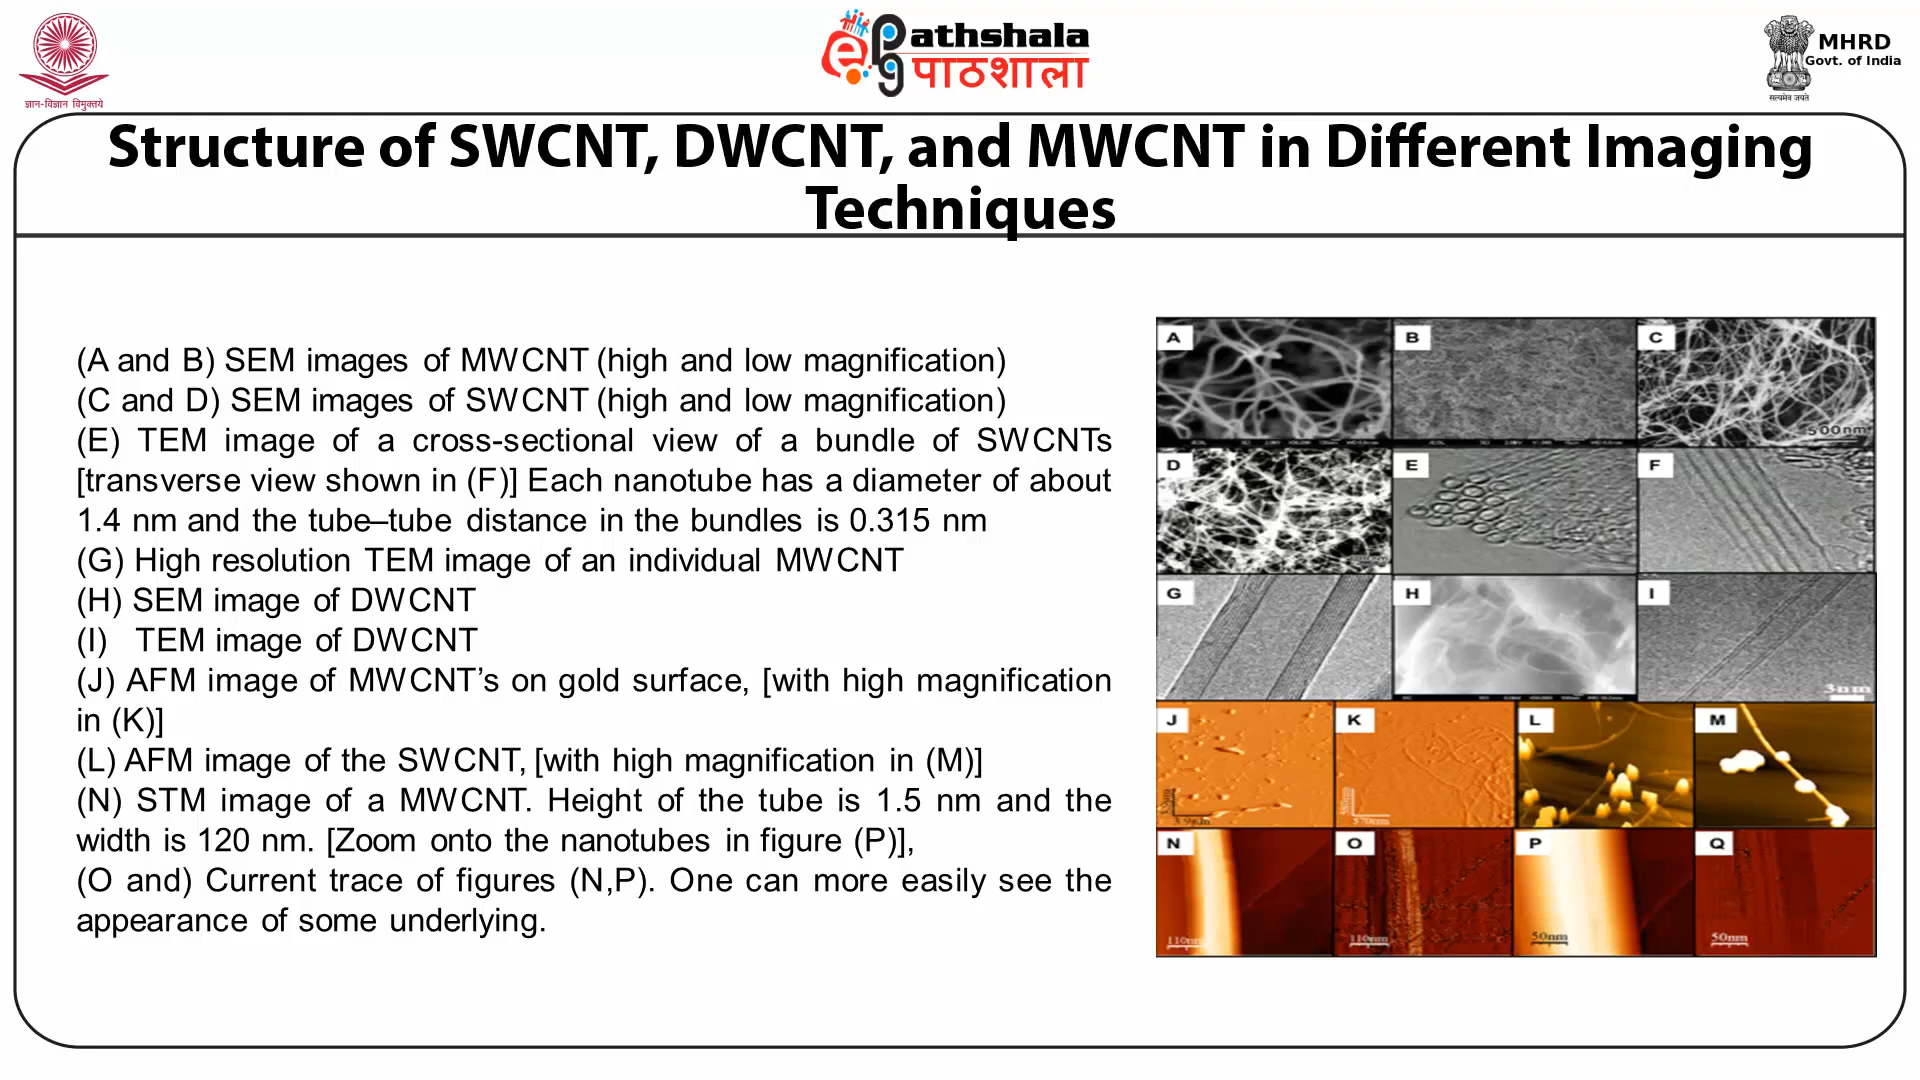 ज्ञान-विज्ञान विमुक्तये
ePathshala
पाठशाला
MHRD
Govt. of India
सत्यमेव जयते
Structure of SWCNT, DWCNT, and MWCNT in Different Imaging
Techniques
(A and B) SEM images of MWCNT (high and low magnification)
(C and D) SEM images of SWCNT (high and low magnification)
(E) TEM image of a cross-sectional view of a bundle of SWCNTs
[transverse view shown in (F)] Each nanotube has a diameter of about
1.4 nm and the tube–tube distance in the bundles is 0.315 nm
(G) High resolution TEM image of an individual MWCNT
(H) SEM image of DWCNT
(I) TEM image of DWCNT
(J) AFM image of MWCNT’s on gold surface, [with high magnification
in (K)]
(L) AFM image of the SWCNT, [with high magnification in (M)]
(N) STM image of a MWCNT. Height of the tube is 1.5 nm and the
width is 120 nm. [Zoom onto the nanotubes in figure (P)],
(O and) Current trace of figures (N,P). One can more easily see the
appearance of some underlying.
A B C
500nm
D E F
G H I
3nm
J K L M
570nm
N O P Q
110nm 110nm 50nm 50nm